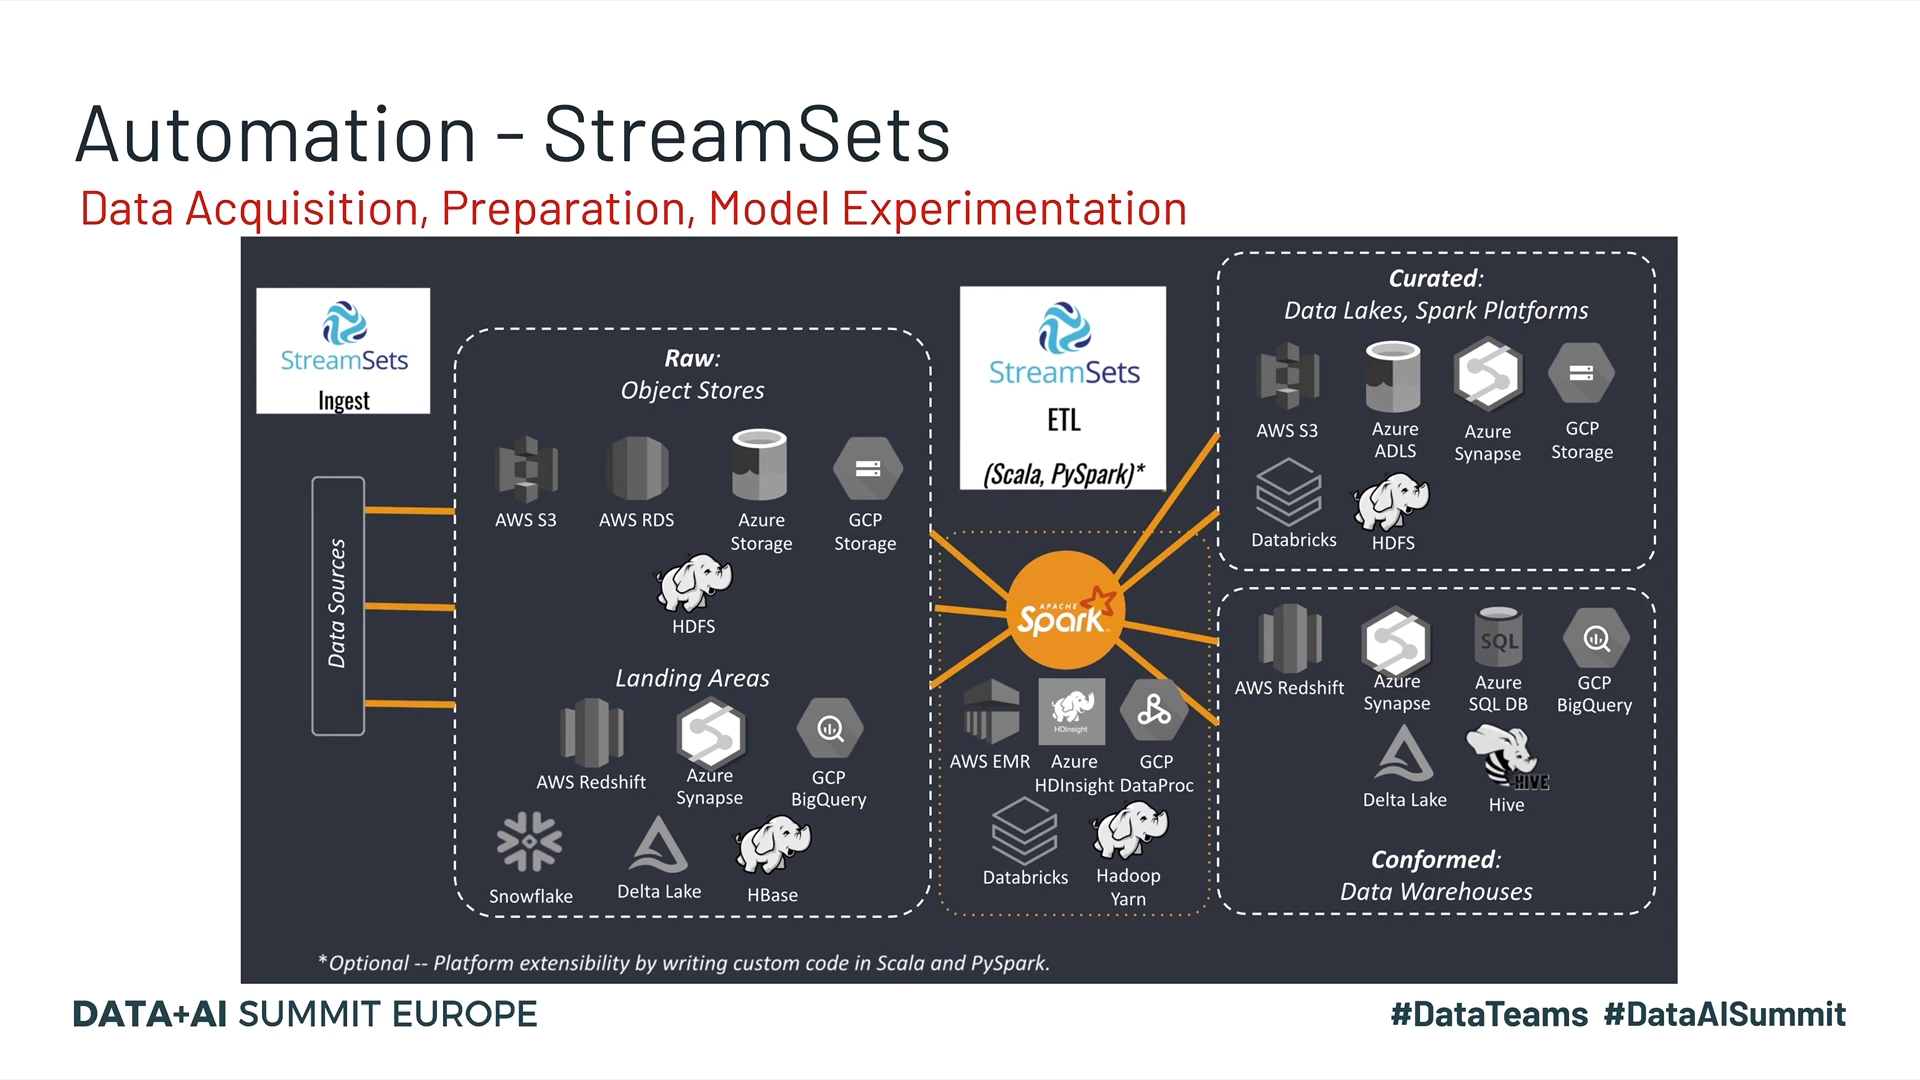 Automation - StreamSets
Data Acquisition, Preparation, Model Experimentation
StreamSets
Ingest
Data Sources
Raw:
Object Stores
AWS S3
AWS RDS
Azure
Storage
GCP
Storage
HDFS
Landing Areas
AWS Redshift
Azure
Synapse
GCP
BigQuery
Snowflake
Delta Lake
HBase
StreamSets
ETL
(Scala, PySpark)*
APACHE
Spark
AWS EMR
HDInsight
Azure
HDInsight
GCP
DataProc
Databricks
Hadoop
Yarn
Curated:
Data Lakes, Spark Platforms
AWS S3
Azure
ADLS
Azure
Synapse
GCP
Storage
Databricks
HDFS
AWS Redshift
Azure
Synapse
SQL
Azure
SQL DB
GCP
BigQuery
Delta Lake
HIVE
Hive
Conformed:
Data Warehouses
*Optional -- Platform extensibility by writing custom code in Scala and PySpark.
DATA+AI SUMMIT EUROPE
#DataTeams #DataAISummit